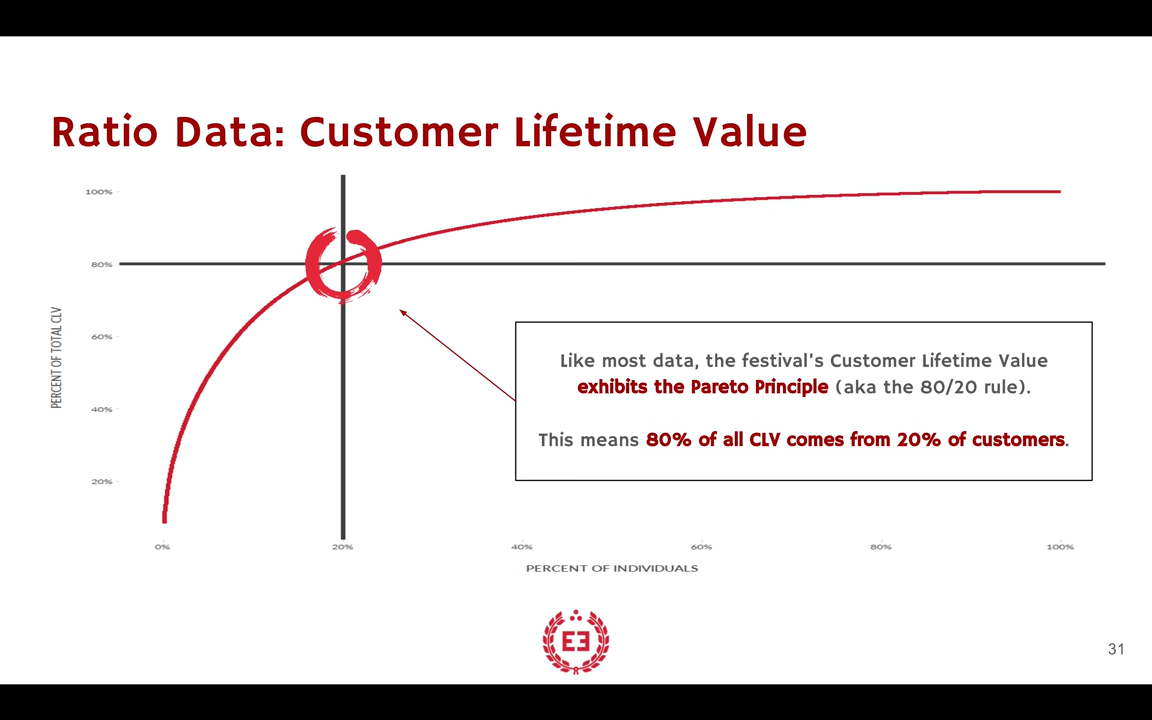 Ratio Data: Customer Lifetime Value
100%
80%
60%
40%
20%
PERCENT OF TOTAL CLV
Like most data, the festival's Customer Lifetime Value
exhibits the Pareto Principle (aka the 80/20 rule).
This means 80% of all CLV comes from 20% of customers.
0%
20%
40%
60%
80%
100%
PERCENT OF INDIVIDUALS
EE
31